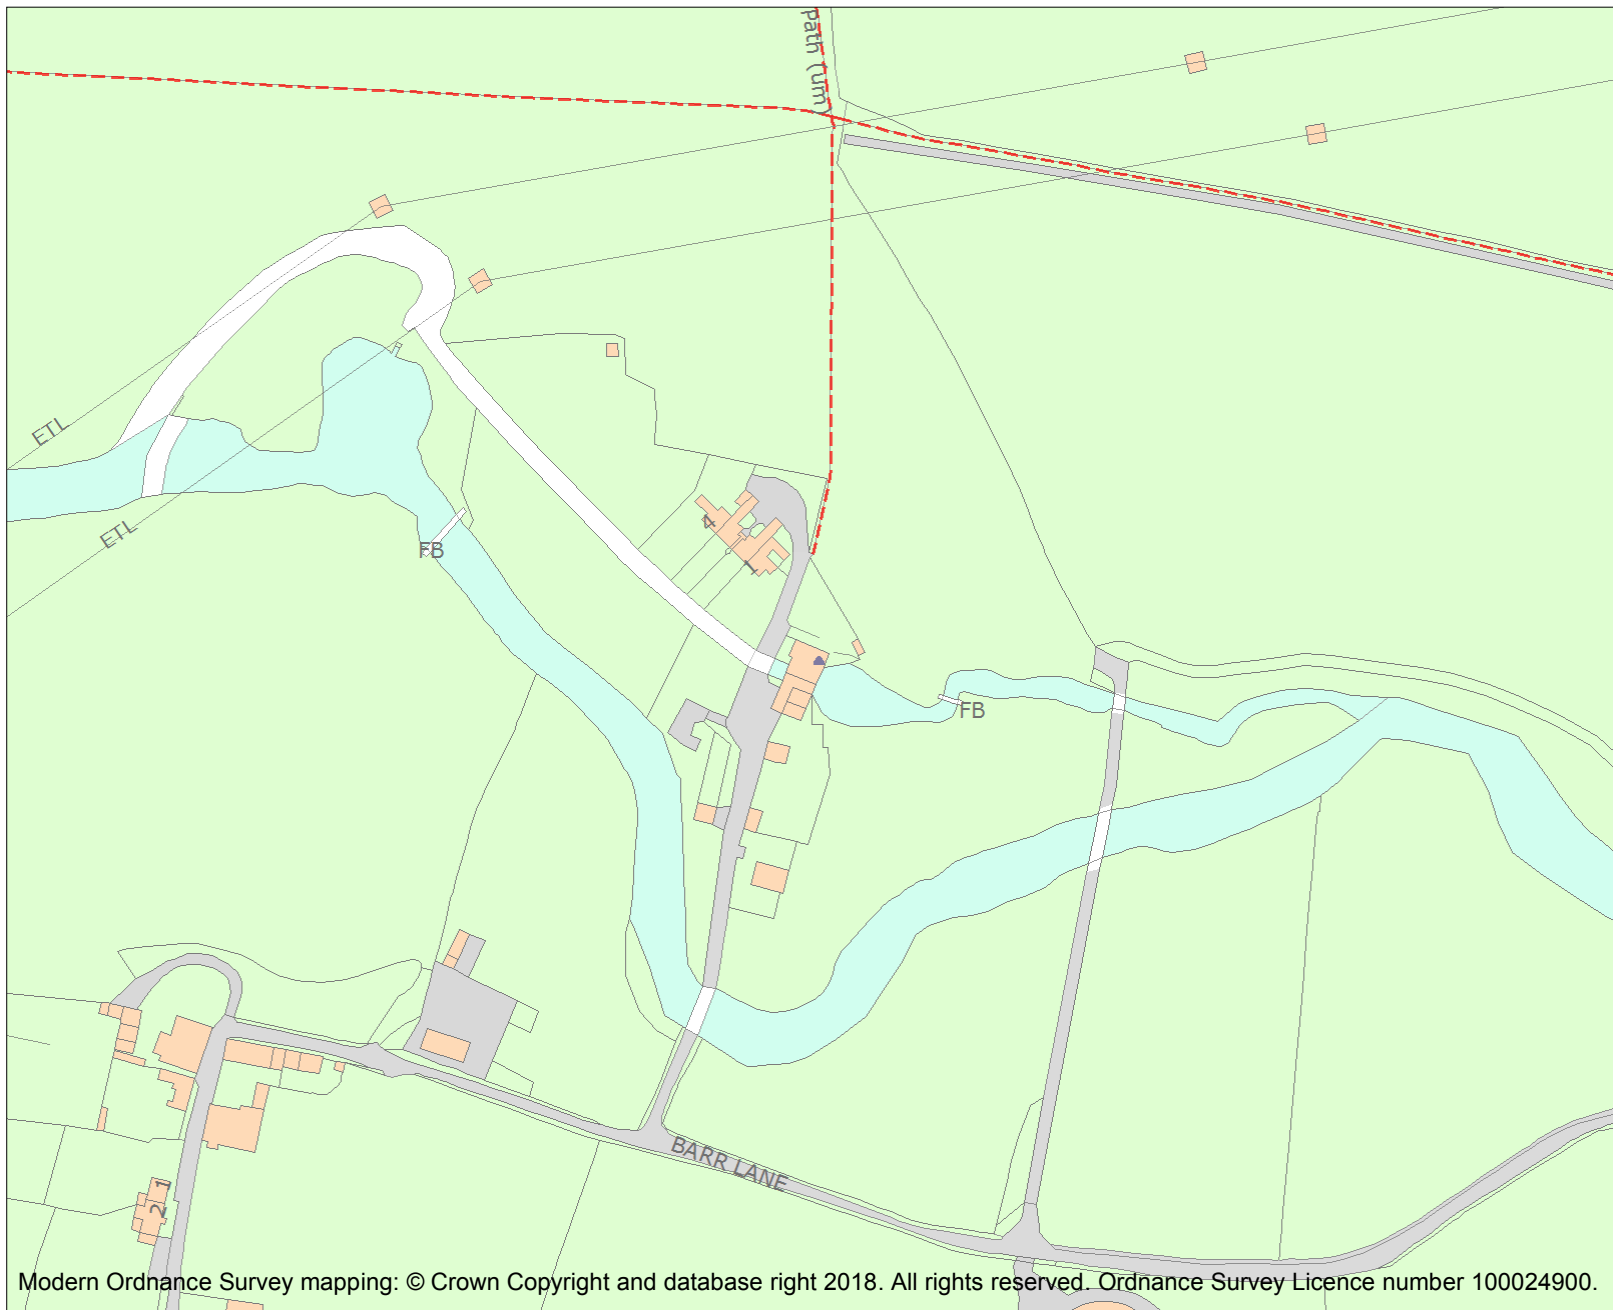 Path (um)
ETL
ETL
FB
4
1
FB
BARR LANE
1
2
Modern Ordnance Survey mapping: © Crown Copyright and database right 2018. All rights reserved. Ordnance Survey Licence number 100024900.